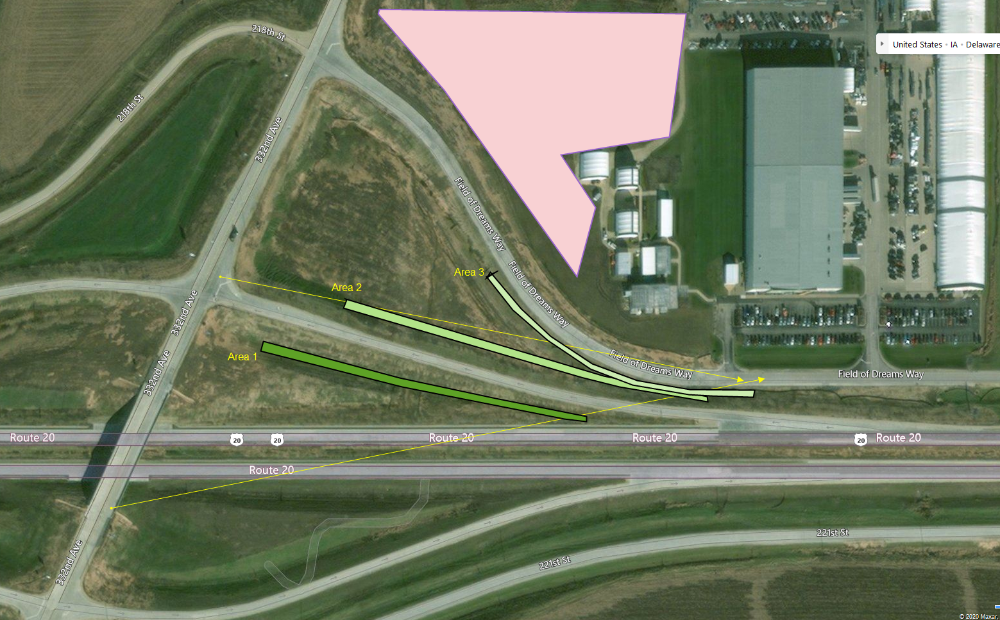 218th St
United States • IA • Delaware
218th St
332nd Ave
Field of Dreams Way
Field of Dreams Way
Area 3
Area 2
332nd Ave
Area 1
Field of Dreams Way
332nd Ave
Field of Dreams Way
Route 20
20
20
Route 20
Route 20
20
Route 20
Route 20
221st St
332nd Ave
221st St
© 2020 Maxar,